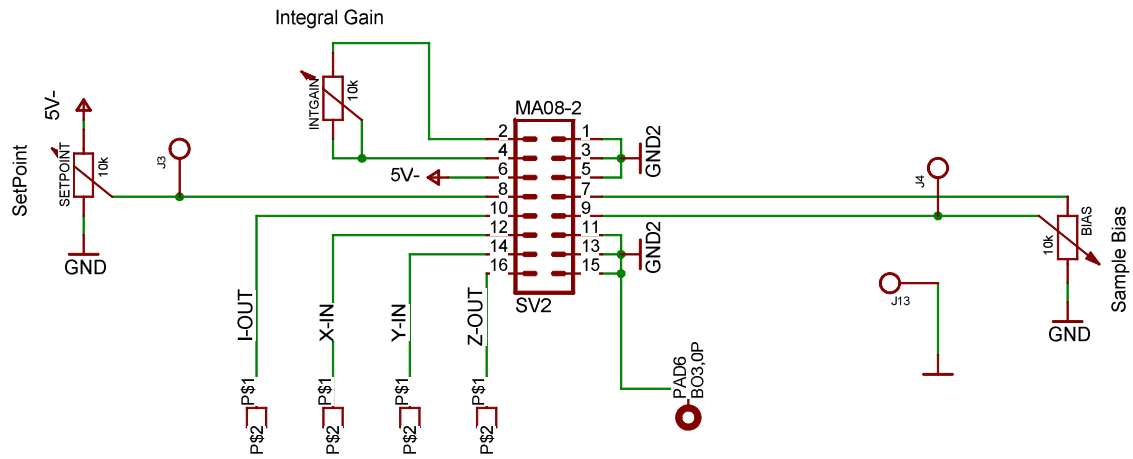 Integral Gain
INTGAIN
10k
MA08-2
5V-
SETPOINT
10k
SetPoint
GND
J3
2
4
6
8
10
12
14
16
1
3
5
7
9
11
13
15
5V-
GND2
GND2
SV2
J4
BIAS
10k
Sample Bias
GND
J13
I-OUT
X-IN
Y-IN
Z-OUT
P$1
P$1
P$1
P$1
P$2
P$2
P$2
P$2
PAD6
BO3,0P